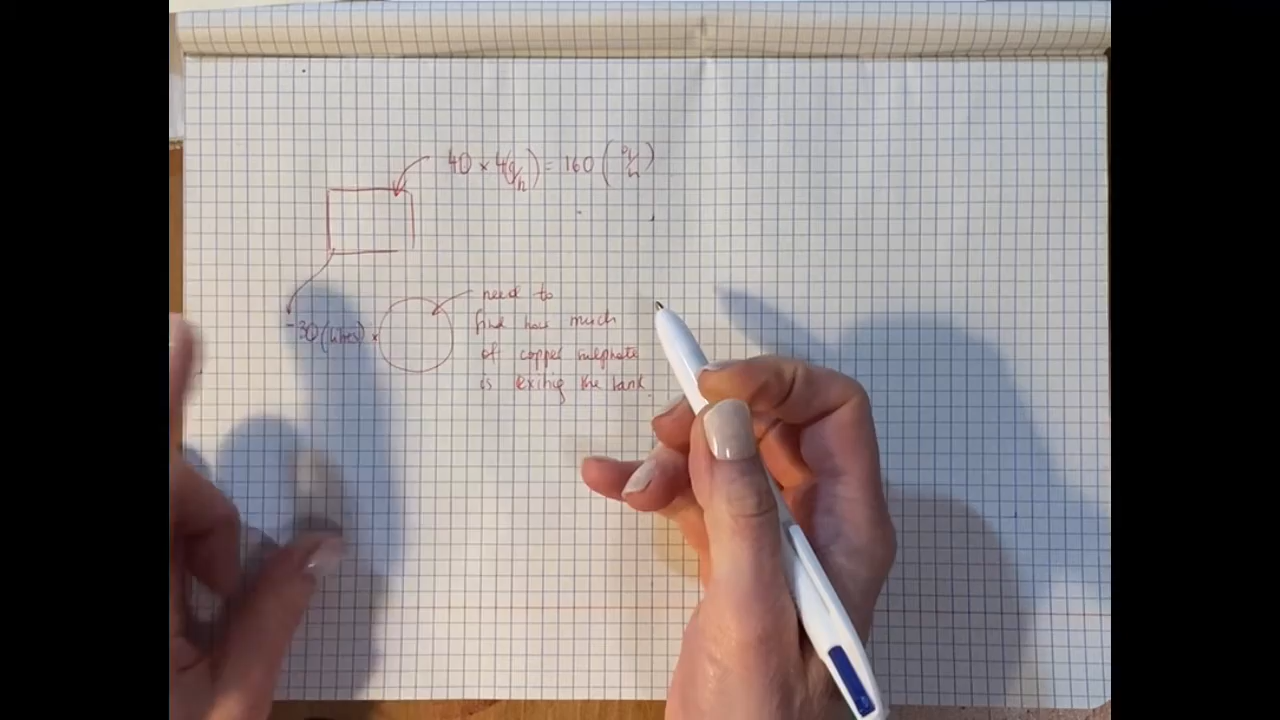 40 × 4(g/h) = 160 (g/h)
-30 (litres) ×
need to
find how much
of copper sulphate
is exiting the tank.